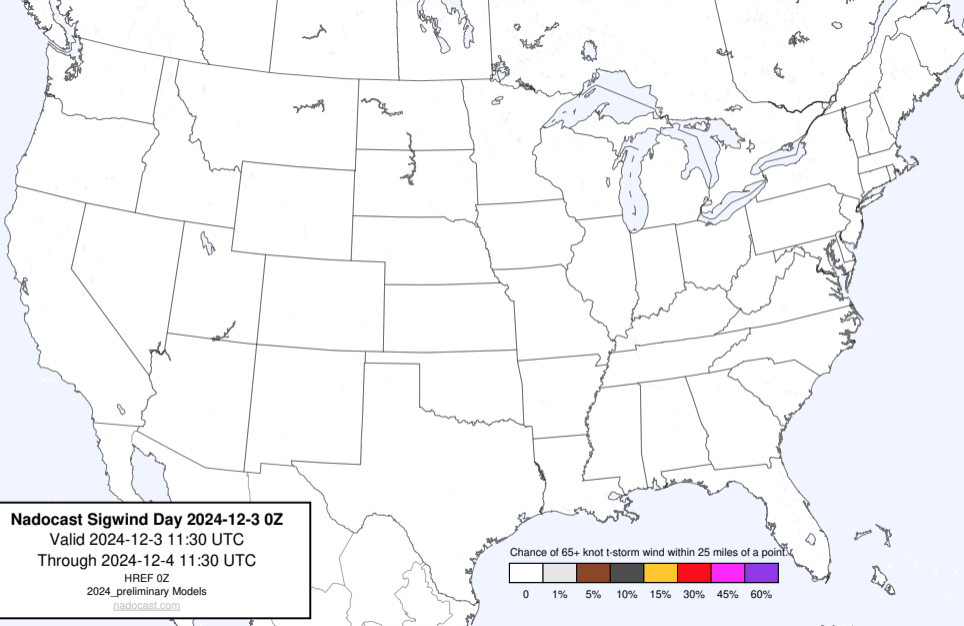 Nadocast Sigwind Day 2024-12-3 0Z
Valid 2024-12-3 11:30 UTC
Through 2024-12-4 11:30 UTC
HREF 0Z
2024_preliminary Models
nadocast.com
Chance of 65+ knot t-storm wind within 25 miles of a point.
0 1% 5% 10% 15% 30% 45% 60%